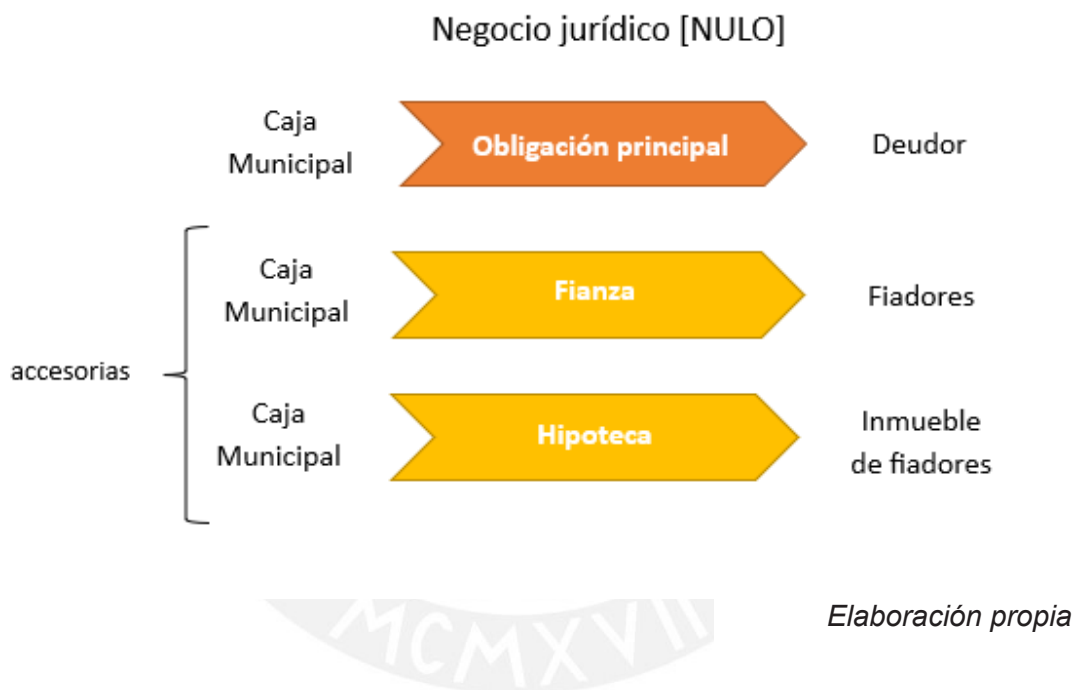 Negocio jurídico [NULO]
Caja
Municipal
Obligación principal
Deudor
accesorias
Caja
Municipal
Fianza
Fiadores
Caja
Municipal
Hipoteca
Inmueble
de fiadores
Elaboración propia
MCMXVII